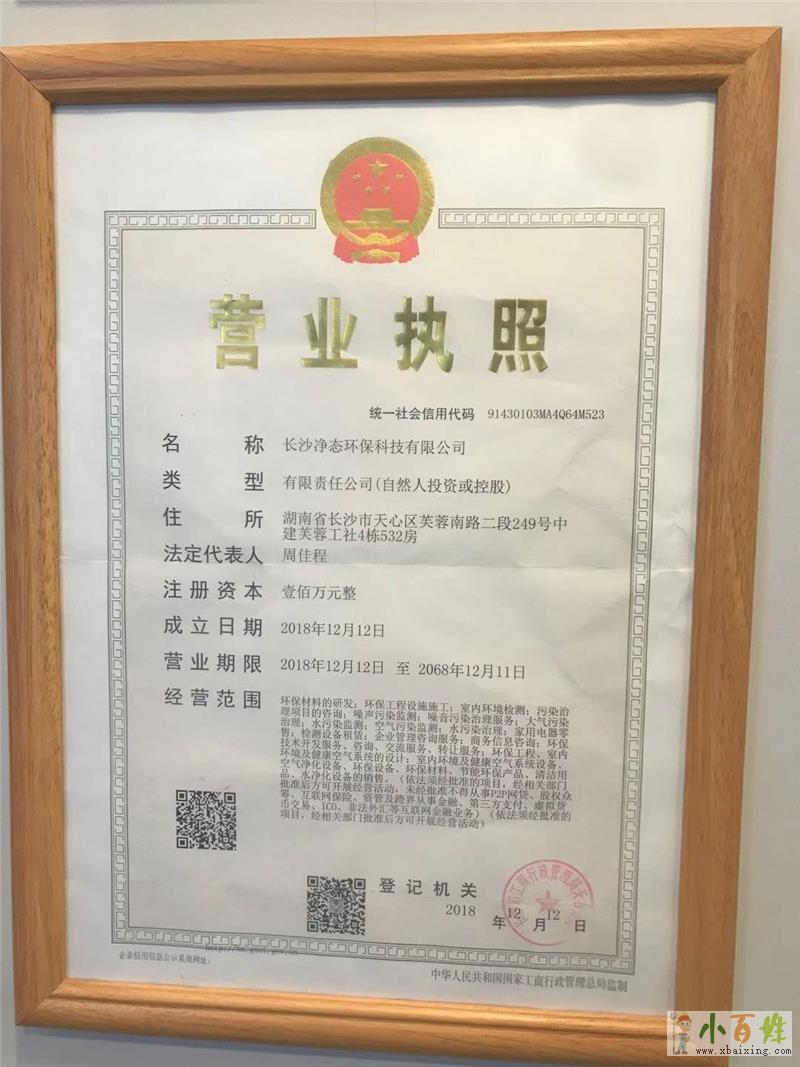 营业执照
统一社会信用代码 91430103MA4Q64M523
名称 长沙净态环保科技有限公司
类型 有限责任公司(自然人投资或控股)
住所 湖南省长沙市天心区芙蓉南路二段249号中
建芙蓉工社4栋532房
法定代表人 周佳程
注册资本 壹佰万元整
成立日期 2018年12月12日
营业期限 2018年12月12日 至 2068年12月11日
经营范围 环保材料的研发；环保工程设施施工；室内环境检测；污染治
理项目的咨询；噪声污染监测；噪音污染治理服务；大气污染
治理；水污染监测；空气污染监测；水污染治理；家用电器零
售；检测设备租赁；企业管理咨询服务；商务信息咨询；环保
技术开发服务、咨询、交流服务、转让服务；环保工程、室内
环境及健康空气系统的设计；室内环境及健康空气系统设备、
空气净化设备、环保设备、环保材料、节能环保产品、清洁用
品、水净化设备的销售。（依法须经批准的项目，经相关部门
批准后方可开展经营活动，未经批准不得从事P2P网贷、股权众
筹、互联网保险、资管及跨界从事金融、第三方支付、虚拟货
币交易、ICO、非法外汇等互联网金融业务）（依法须经批准的
项目，经相关部门批准后方可开展经营活动）
登记机关
2018 年 12 月 12 日
工商行政管理局
企业信用信息公示系统网址：
中华人民共和国国家工商行政管理总局监制
小百姓
www.xbaixing.com